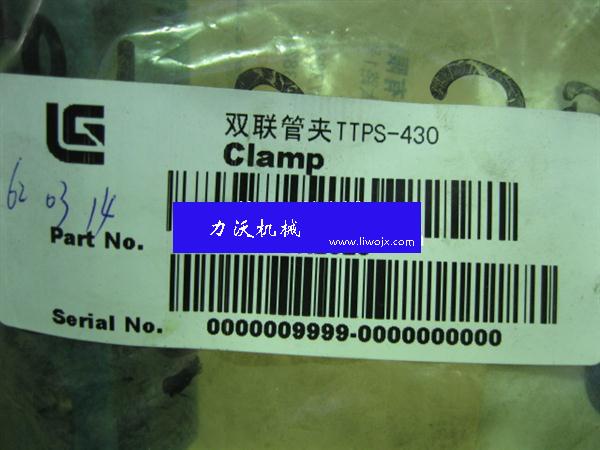 双联管夹TTPS-430
Clamp
62 03 14
Part No.
力沃机械
www.liwojx.com
Serial No.
0000009999-0000000000